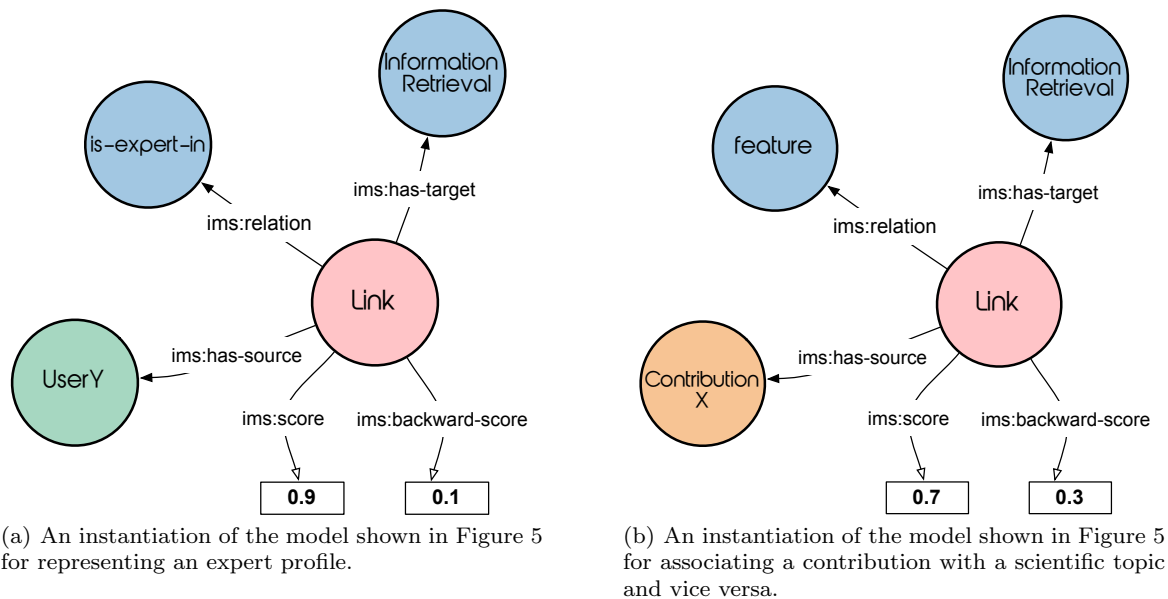 Information
Retrieval
is-expert-in
ims:has-target
ims:relation
Link
ims:has-source
UserY
ims:score
ims:backward-score
0.9
0.1
(a) An instantiation of the model shown in Figure 5
for representing an expert profile.
Information
Retrieval
feature
ims:has-target
ims:relation
Link
ims:has-source
Contribution
X
ims:score
ims:backward-score
0.7
0.3
(b) An instantiation of the model shown in Figure 5
for associating a contribution with a scientific topic
and vice versa.